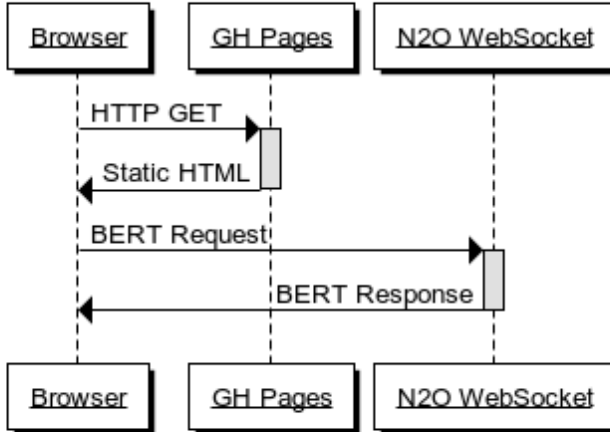 Browser
GH Pages
N2O WebSocket
HTTP GET
Static HTML
BERT Request
BERT Response
Browser
GH Pages
N2O WebSocket